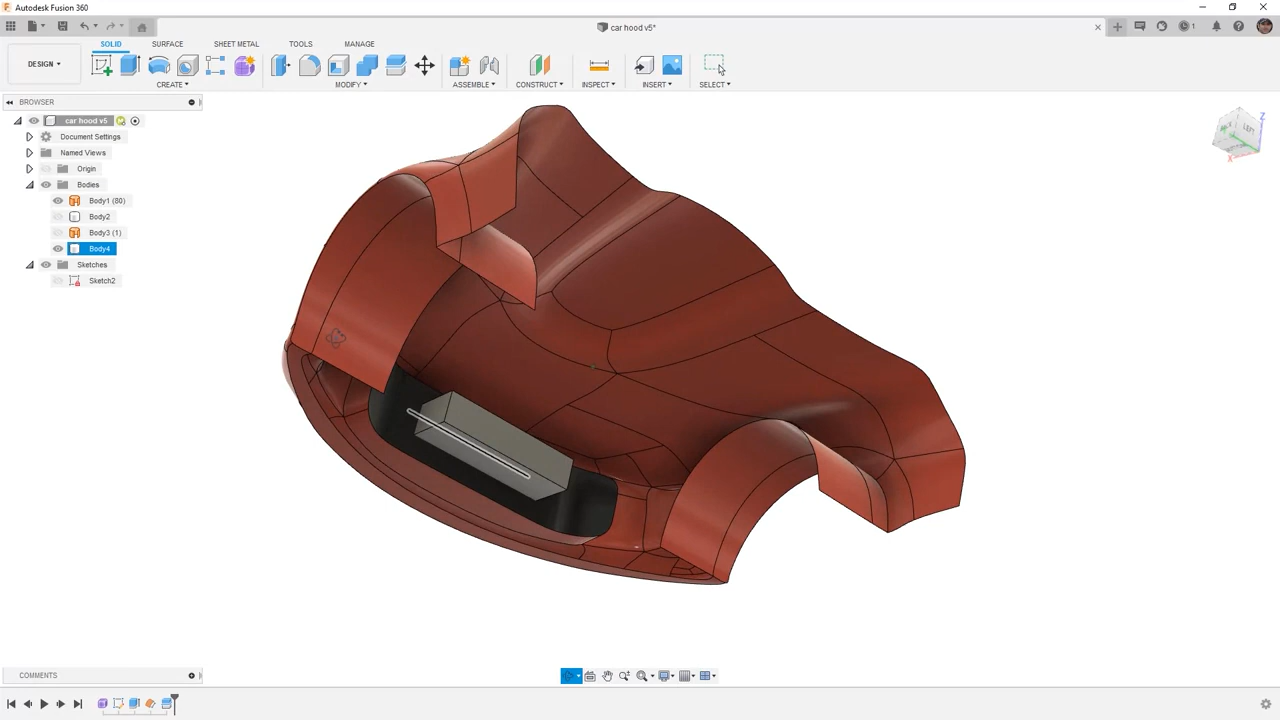 Autodesk Fusion 360
car hood v5*
1
SOLID SURFACE SHEET METAL TOOLS MANAGE
DESIGN
CREATE MODIFY ASSEMBLE CONSTRUCT INSPECT INSERT SELECT
BROWSER
car hood v5
Document Settings
Named Views
Origin
Bodies
Body1 (80)
Body2
Body3 (1)
Body4
Sketches
Sketch2
LEFT
Z
X
COMMENTS